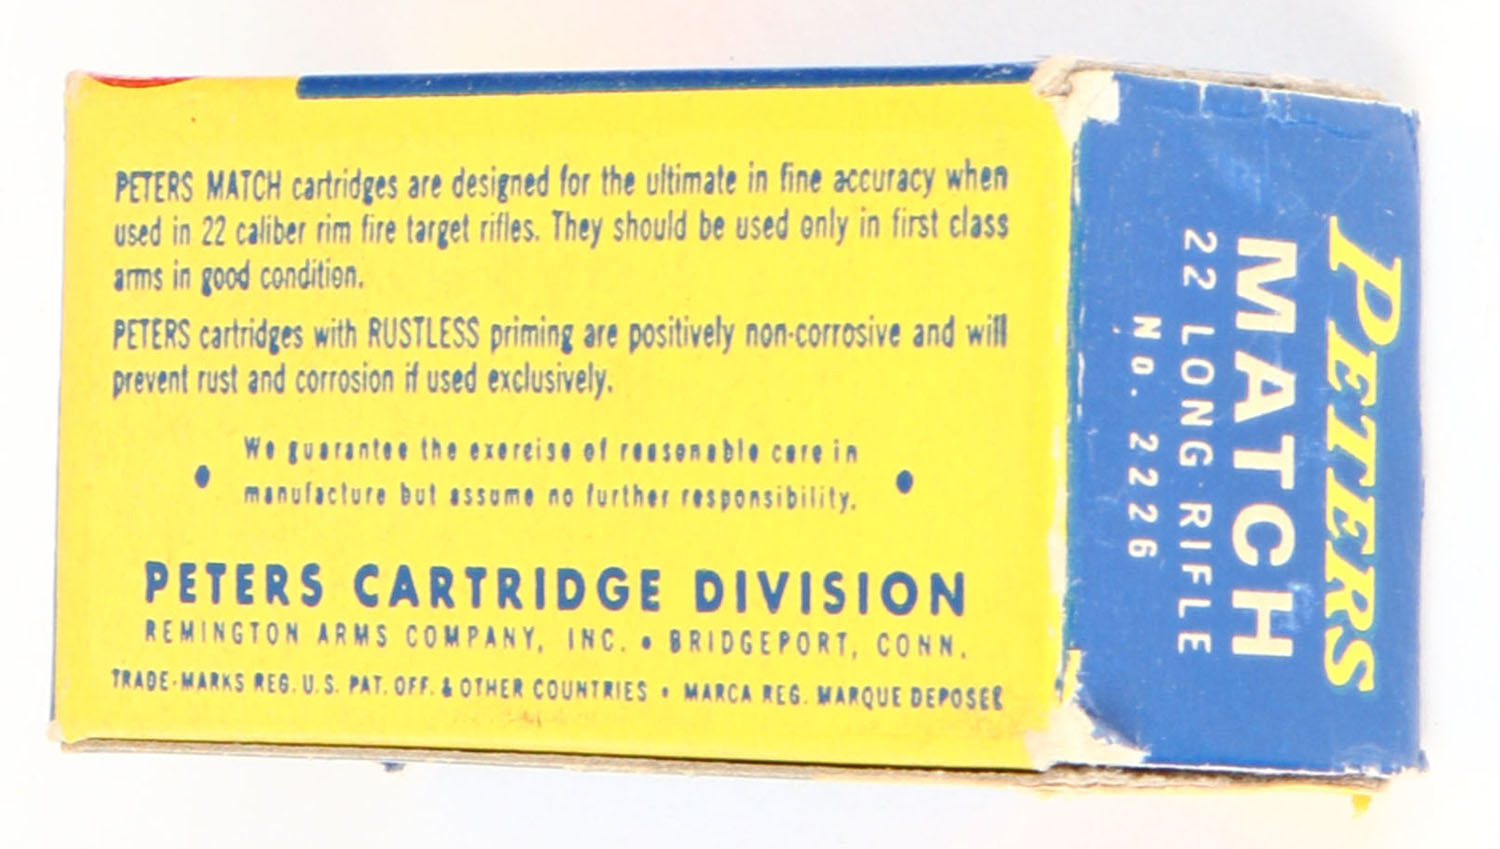 PETERS MATCH cartridges are designed for the ultimate in fine accuracy when
used in 22 caliber rim fire target rifles. They should be used only in first class
arms in good condition.
PETERS cartridges with RUSTLESS priming are positively non-corrosive and will
prevent rust and corrosion if used exclusively.
We guarantee the exercise of reasonable care in
• manufacture but assume no further responsibility. •
PETERS CARTRIDGE DIVISION
REMINGTON ARMS COMPANY, INC. • BRIDGEPORT, CONN.
TRADE-MARKS REG. U.S. PAT. OFF. & OTHER COUNTRIES • MARCA REG. MARQUE DEPOSEE
PETERS
MATCH
22 LONG RIFLE
No. 2226